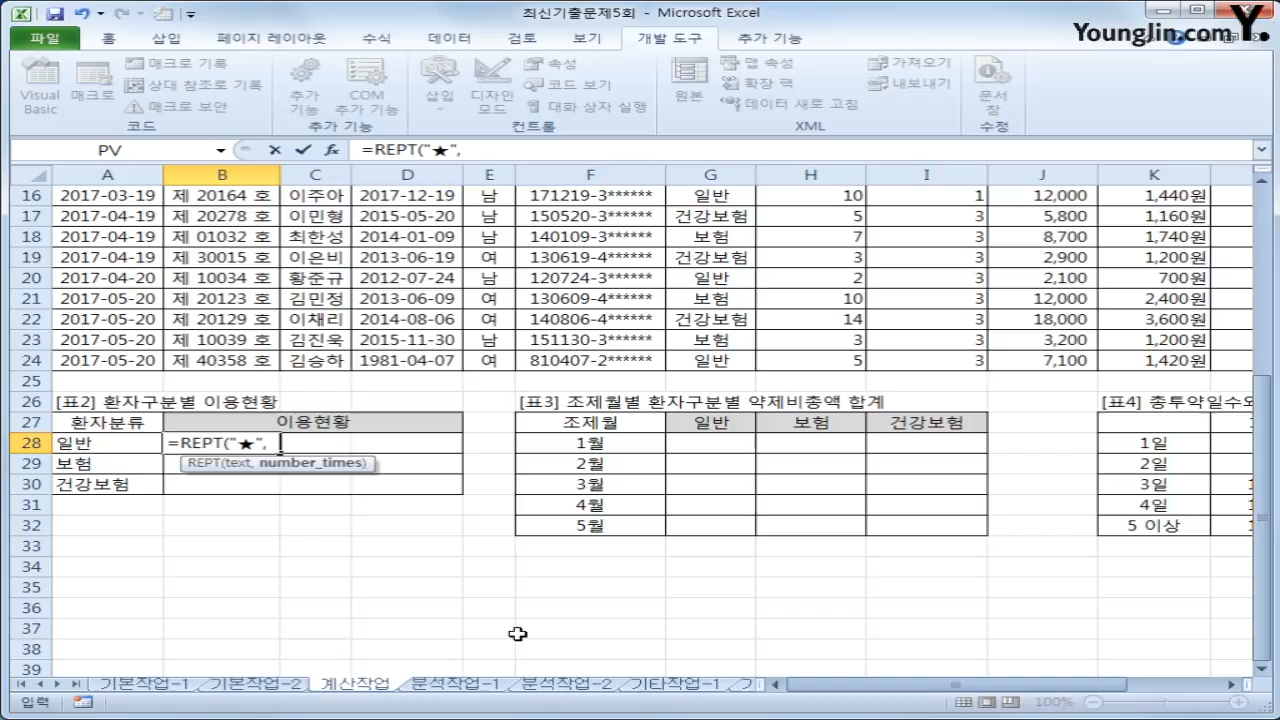 최신기출문제5회 - Microsoft Excel
Younglin.com Y.
파일 홈 삽입 페이지 레이아웃 수식 데이터 검토 보기 개발 도구 추가 기능
Visual Basic 매크로 매크로 기록 상대 참조로 기록 매크로 보안
추가 기능 COM 추가 기능
삽입 디자인 모드 속성 코드 보기 대화 상자 실행
원본 맵 속성 확장 팩 데이터 새로 고침 가져오기 내보내기
문서 창
코드 추가 기능 컨트롤 XML 수정
PV fx =REPT("★",
A B C D E F G H I J K
16 2017-03-19 제 20164 호 이주아 2017-12-19 남 171219-3****** 일반 10 1 12,000 1,440원
17 2017-04-19 제 20278 호 이민형 2015-05-20 남 150520-3****** 건강보험 5 3 5,800 1,160원
18 2017-04-19 제 01032 호 최한성 2014-01-09 남 140109-3****** 보험 7 3 8,700 1,740원
19 2017-04-19 제 30015 호 이은비 2013-06-19 여 130619-4****** 건강보험 3 3 2,900 1,200원
20 2017-04-20 제 10034 호 황준규 2012-07-24 남 120724-3****** 일반 2 3 2,100 700원
21 2017-05-20 제 20123 호 김민정 2013-06-09 여 130609-4****** 보험 10 3 12,000 2,400원
22 2017-05-20 제 20129 호 이채리 2014-08-06 여 140806-4****** 건강보험 14 3 18,000 3,600원
23 2017-05-20 제 10039 호 김진욱 2015-11-30 남 151130-3****** 보험 3 3 3,200 1,200원
24 2017-05-20 제 40358 호 김승하 1981-04-07 여 810407-2****** 일반 5 3 7,100 1,420원
25
26 [표2] 환자구분별 이용현황 [표3] 조제월별 환자구분별 약제비총액 합계 [표4] 총투약일수와
27 환자분류 이용현황 조제월 일반 보험 건강보험
28 일반 =REPT("★", 1월 1일
29 보험 REPT(text, number_times) 2월 2일
30 건강보험 3월 3일
31 4월 4일
32 5월 5 이상
33
34
35
36
37
38
39
기본작업-1 기본작업-2 계산작업 분석작업-1 분석작업-2 기타작업-1
입력 100%